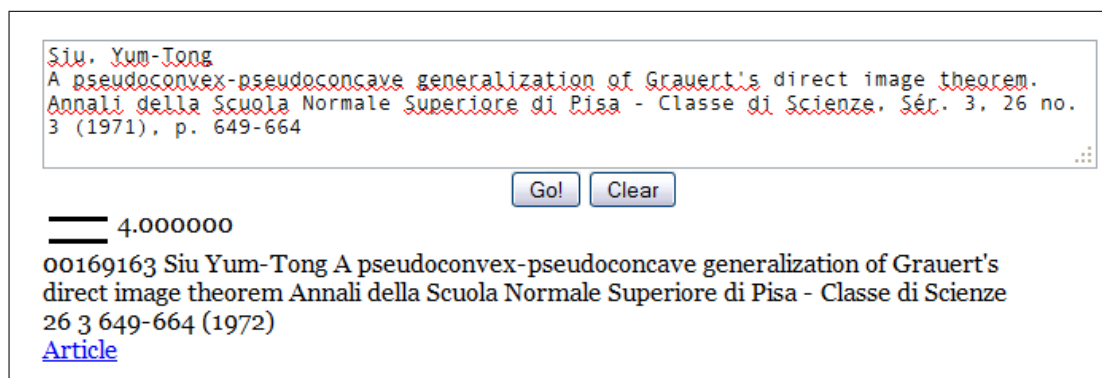 Siu, Yum-Tong
A pseudoconvex-pseudoconcave generalization of Grauert's direct image theorem.
Annali della Scuola Normale Superiore di Pisa - Classe di Scienze, Sér. 3, 26 no.
3 (1971), p. 649-664
Go! Clear
4.000000
00169163 Siu Yum-Tong A pseudoconvex-pseudoconcave generalization of Grauert's
direct image theorem Annali della Scuola Normale Superiore di Pisa - Classe di Scienze
26 3 649-664 (1972)
Article